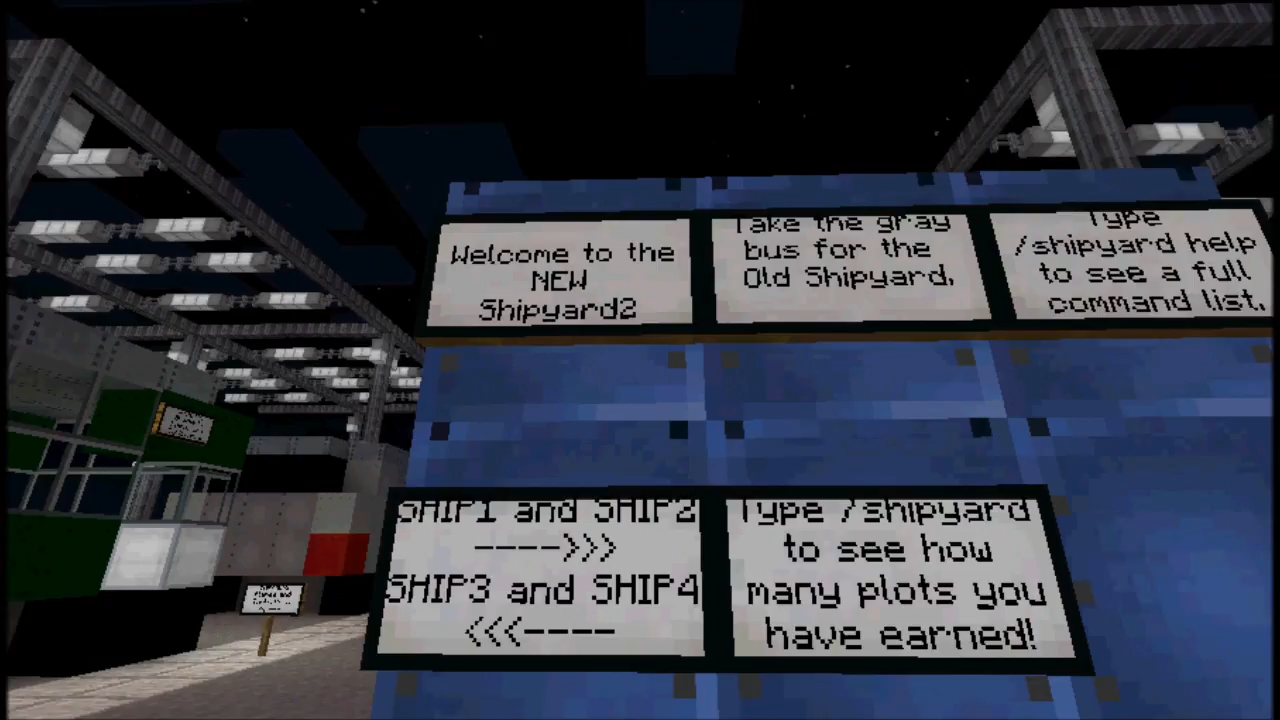 Welcome to the
NEW
Shipyard2
Take the gray
bus for the
Old Shipyard.
Type
/shipyard help
to see a full
command list.
SHIP1 and SHIP2
---->>>
SHIP3 and SHIP4
<<<----
Type /shipyard
to see how
many plots you
have earned!